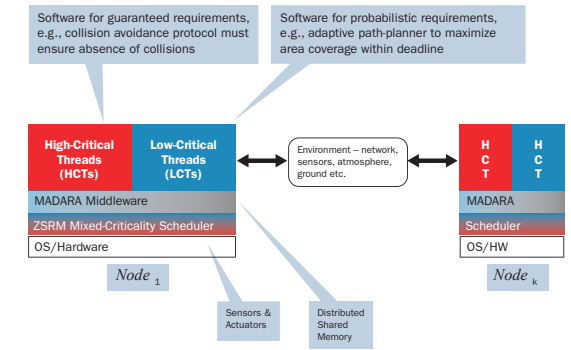 Software for guaranteed requirements,
e.g., collision avoidance protocol must
ensure absence of collisions
Software for probabilistic requirements,
e.g., adaptive path-planner to maximize
area coverage within deadline
High-Critical
Threads
(HCTs)
Low-Critical
Threads
(LCTs)
MADARA Middleware
ZSRM Mixed-Criticality Scheduler
OS/Hardware
Node 1
Environment – network,
sensors, atmosphere,
ground etc.
H
C
T
H
C
T
MADARA
Scheduler
OS/HW
Node k
Sensors &
Actuators
Distributed
Shared
Memory